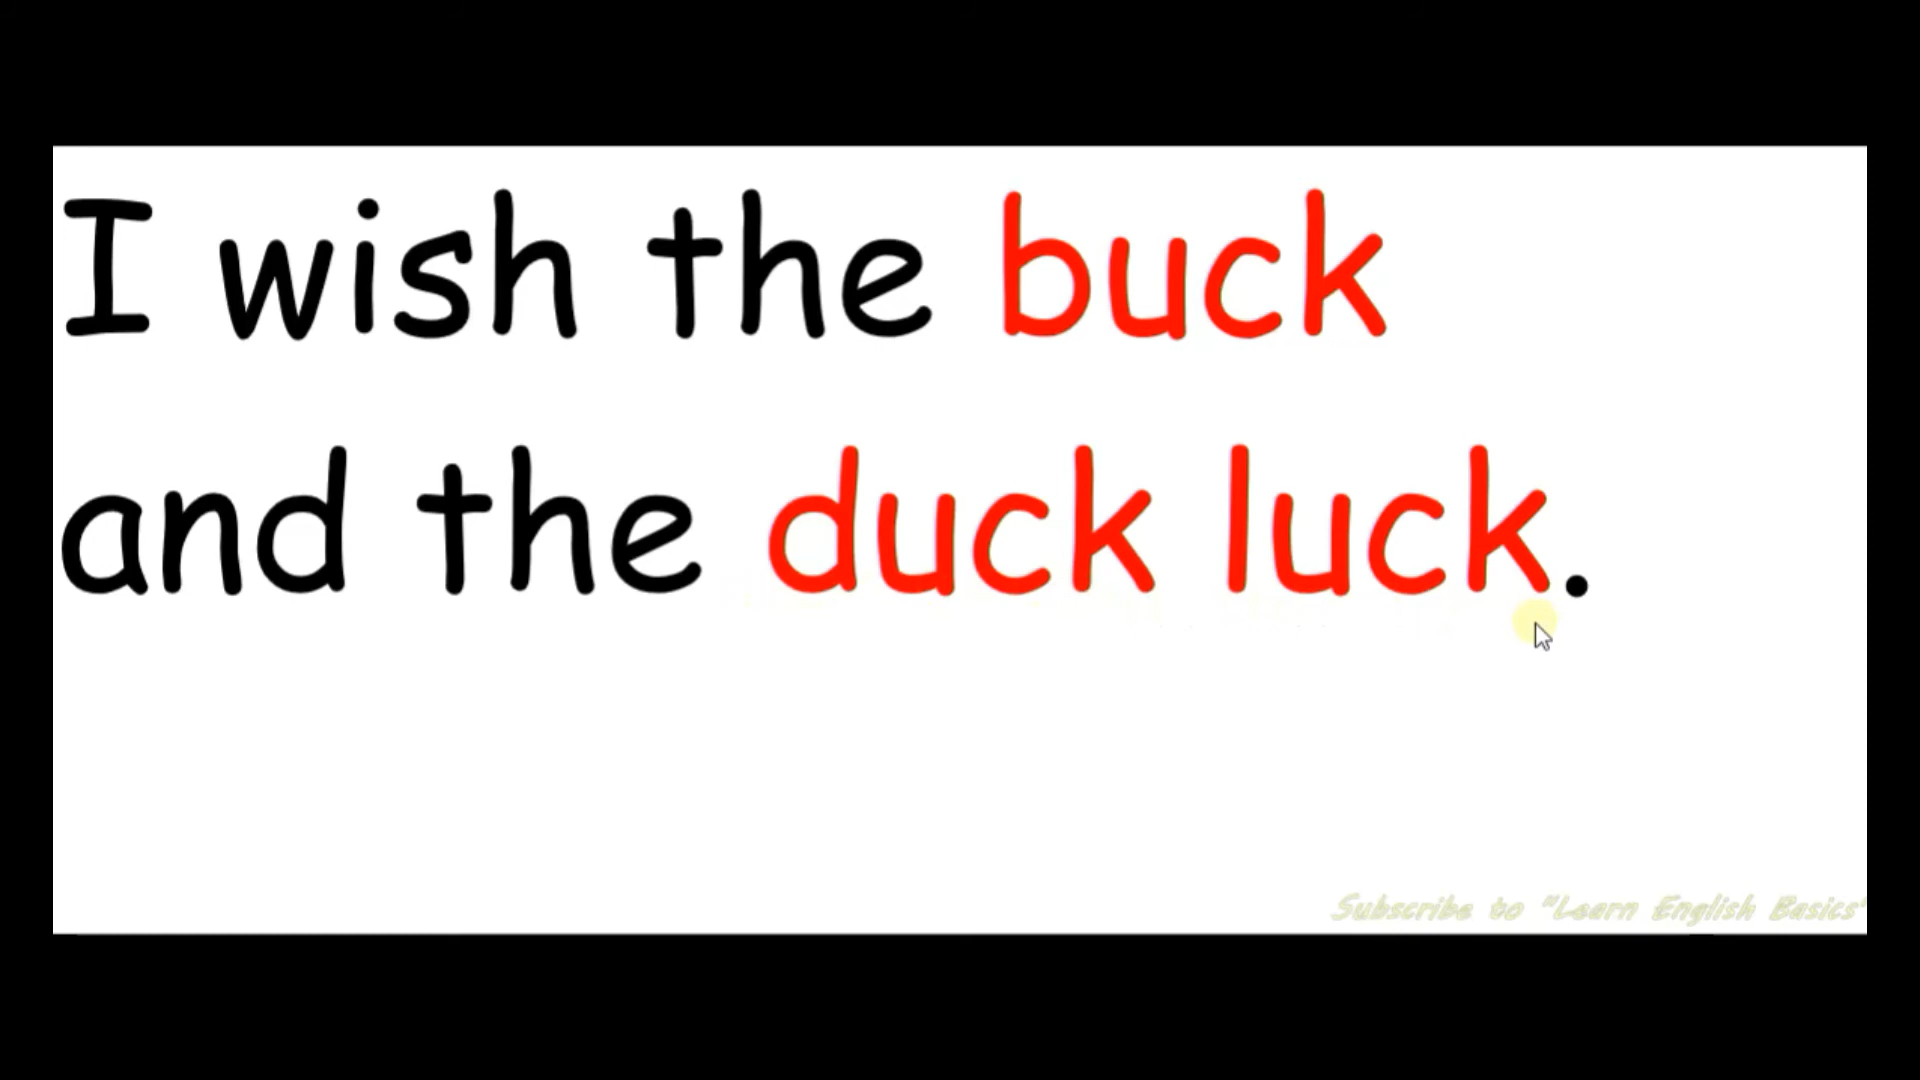 I wish the buck
and the duck luck.
Subscribe to "Learn English Basics"